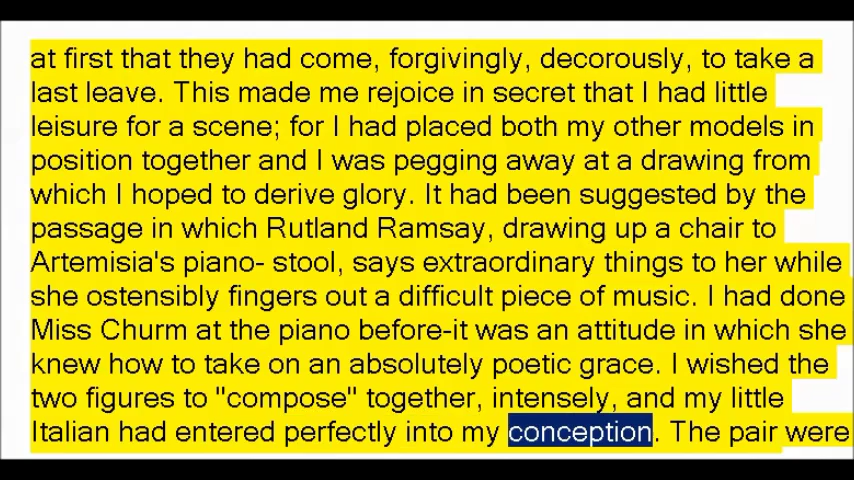 at first that they had come, forgivingly, decorously, to take a
last leave. This made me rejoice in secret that I had little
leisure for a scene; for I had placed both my other models in
position together and I was pegging away at a drawing from
which I hoped to derive glory. It had been suggested by the
passage in which Rutland Ramsay, drawing up a chair to
Artemisia's piano- stool, says extraordinary things to her while
she ostensibly fingers out a difficult piece of music. I had done
Miss Churm at the piano before-it was an attitude in which she
knew how to take on an absolutely poetic grace. I wished the
two figures to "compose" together, intensely, and my little
Italian had entered perfectly into my conception. The pair were